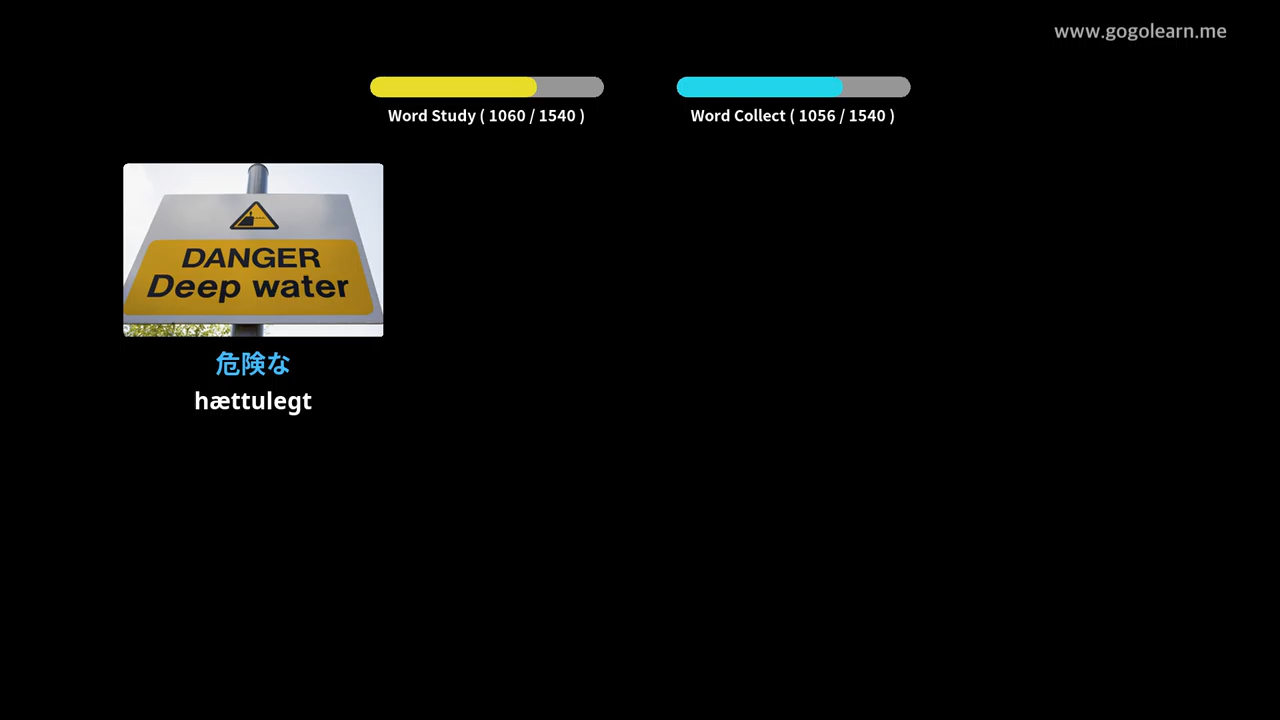 www.gogolearn.me
Word Study ( 1060 / 1540 )
Word Collect ( 1056 / 1540 )
DANGER
Deep water
危険な
hættulegt